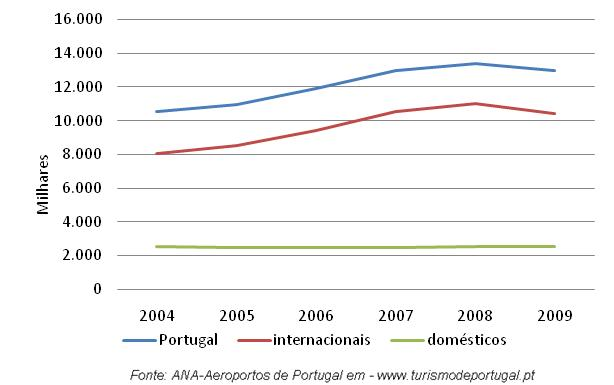 16.000
14.000
12.000
10.000
8.000
6.000
4.000
2.000
0
Milhares
2004 2005 2006 2007 2008 2009
Portugal internacionais domésticos
Fonte: ANA-Aeroportos de Portugal em - www.turismodeportugal.pt